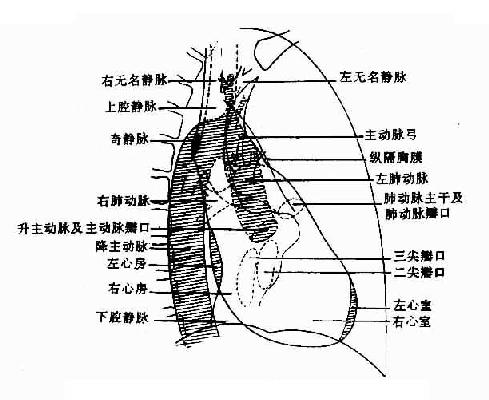 右无名静脉
左无名静脉
上腔静脉
奇静脉
主动脉弓
纵隔胸膜
左肺动脉
右肺动脉
肺动脉主干及
肺动脉瓣口
升主动脉及主动脉瓣口
降主动脉
左心房
三尖瓣口
二尖瓣口
右心房
左心室
下腔静脉
右心室